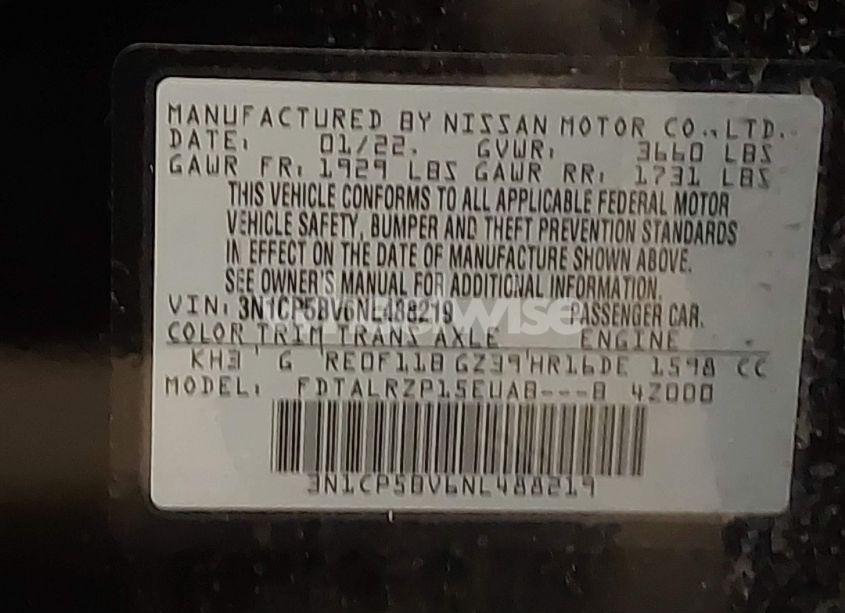 MANUFACTURED BY NISSAN MOTOR CO.,LTD.
DATE: 01/22. GVWR: 3660 LBS
GAWR FR: 1929 LBS GAWR RR: 1731 LBS
THIS VEHICLE CONFORMS TO ALL APPLICABLE FEDERAL MOTOR
VEHICLE SAFETY, BUMPER AND THEFT PREVENTION STANDARDS
IN EFFECT ON THE DATE OF MANUFACTURE SHOWN ABOVE.
SEE OWNER'S MANUAL FOR ADDITIONAL INFORMATION.
VIN: 3N1CP5BV6NL488219 PASSENGER CAR.
COLOR TRIM TRANS AXLE ENGINE
KH3 G RE0F11B GZ39 HR16DE 1598 CC
MODEL: FDTALRZP15EUAB---B 4Z000
3N1CP5BV6NL488219